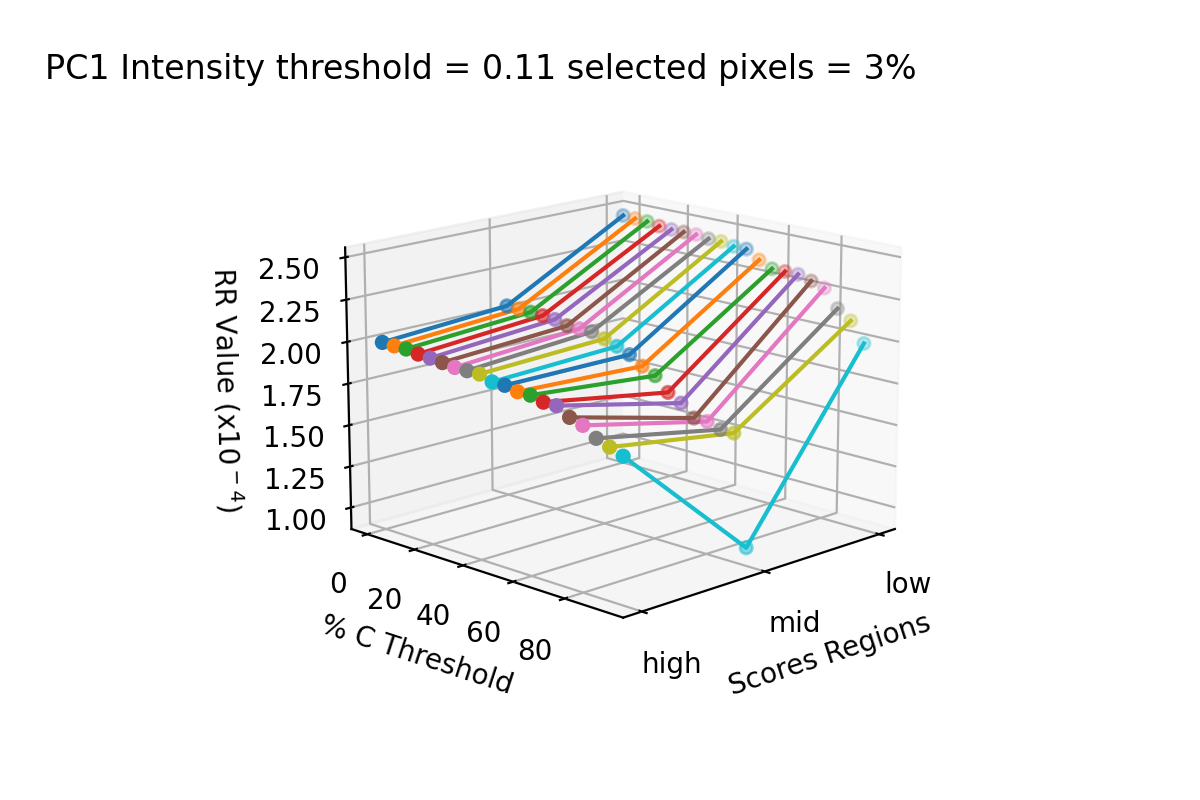 PC1 Intensity threshold = 0.11 selected pixels = 3%
RR Value (x10⁻⁴)
2.50
2.25
2.00
1.75
1.50
1.25
1.00
0
20
40
60
80
% C Threshold
high
mid
low
Scores Regions